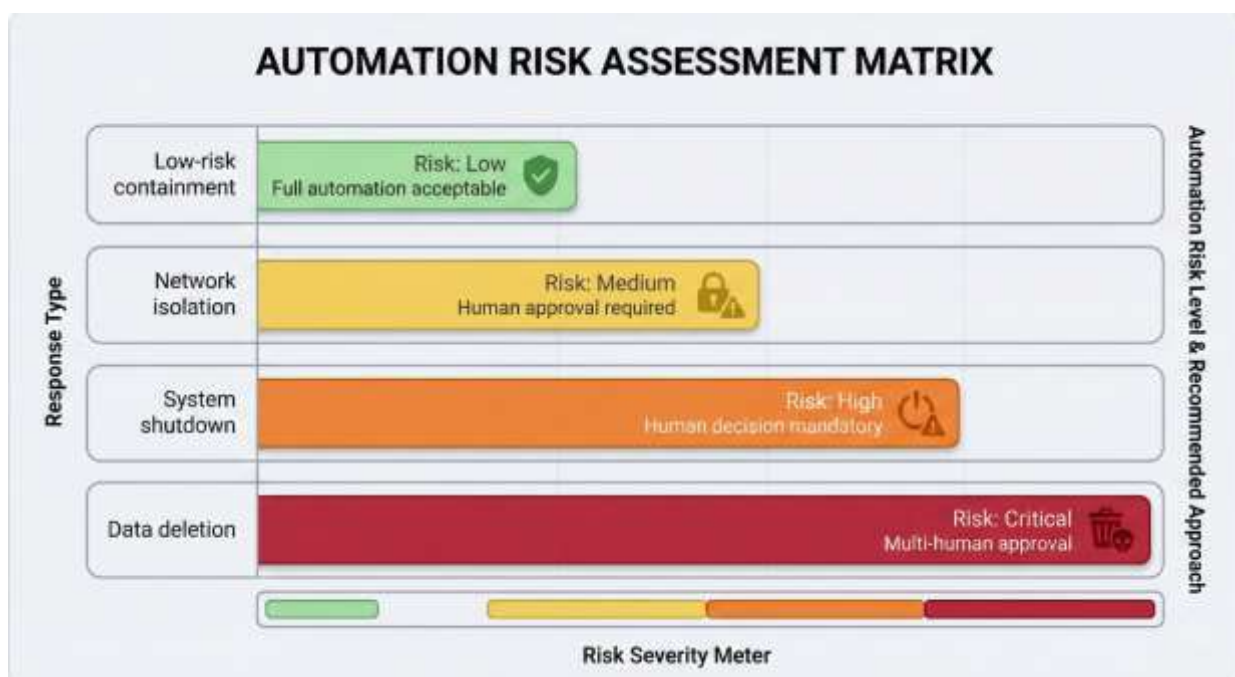 AUTOMATION RISK ASSESSMENT MATRIX
Response Type
Low-risk
containment
Risk: Low
Full automation acceptable
Network
isolation
Risk: Medium
Human approval required
System
shutdown
Risk: High
Human decision mandatory
Data deletion
Risk: Critical
Multi-human approval
Automation Risk Level & Recommended Approach
Risk Severity Meter